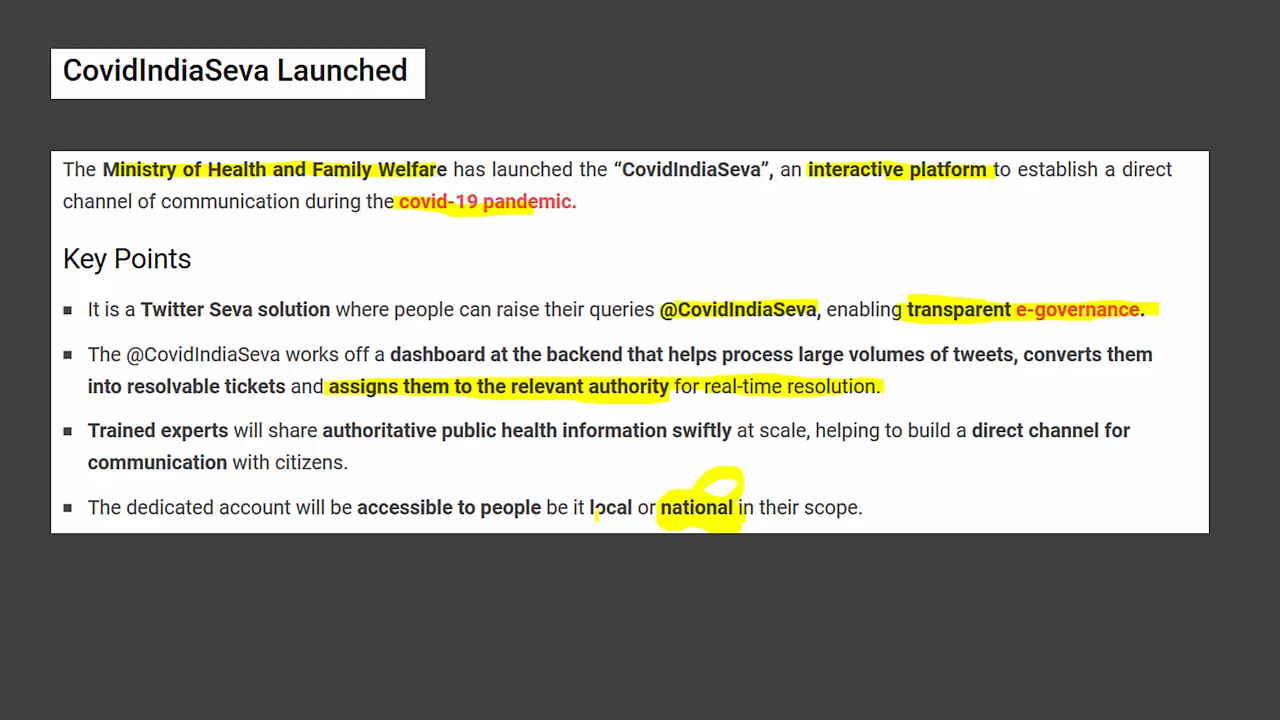 CovidIndiaSeva Launched
The Ministry of Health and Family Welfare has launched the “CovidIndiaSeva”, an interactive platform to establish a direct
channel of communication during the covid-19 pandemic.
Key Points
▪ It is a Twitter Seva solution where people can raise their queries @CovidIndiaSeva, enabling transparent e-governance.
▪ The @CovidIndiaSeva works off a dashboard at the backend that helps process large volumes of tweets, converts them
into resolvable tickets and assigns them to the relevant authority for real-time resolution.
▪ Trained experts will share authoritative public health information swiftly at scale, helping to build a direct channel for
communication with citizens.
▪ The dedicated account will be accessible to people be it local or national in their scope.